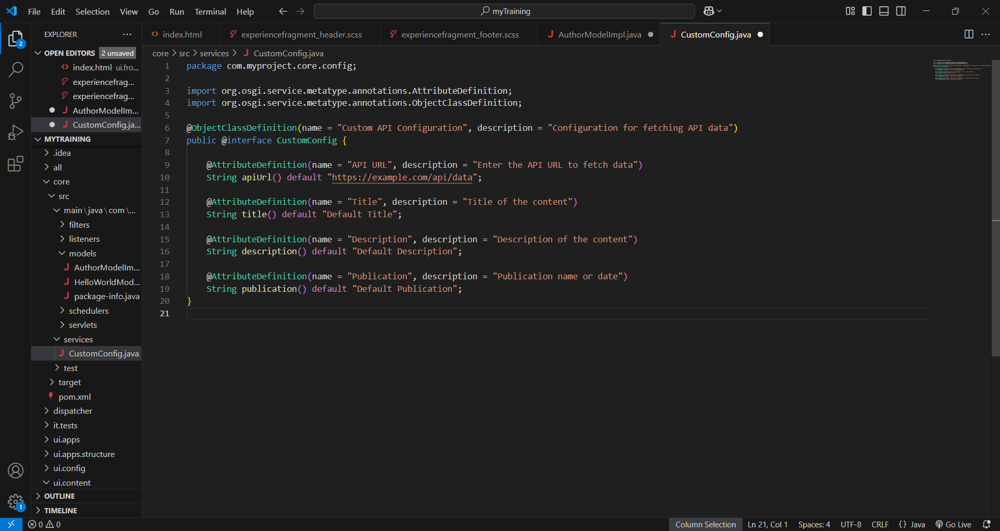 File Edit Selection View Go Run Terminal Help
myTraining
EXPLORER
OPEN EDITORS 2 unsaved
index.html ui.fro...
experiencefrag...
experiencefrag...
AuthorModelIm...
CustomConfig.ja...
MYTRAINING
.idea
all
core
src
main\java\com\...
filters
listeners
models
AuthorModelIm...
HelloWorldMod...
package-info.java
schedulers
servlets
services
CustomConfig.java
test
target
pom.xml
dispatcher
it.tests
ui.apps
ui.apps.structure
ui.config
ui.content
OUTLINE
TIMELINE
2
1
index.html experiencefragment_header.scss experiencefragment_footer.scss AuthorModelImpl.java CustomConfig.java
core > src > services > CustomConfig.java
1 package com.myproject.core.config;
2
3 import org.osgi.service.metatype.annotations.AttributeDefinition;
4 import org.osgi.service.metatype.annotations.ObjectClassDefinition;
5
6 @ObjectClassDefinition(name = "Custom API Configuration", description = "Configuration for fetching API data")
7 public @interface CustomConfig {
8
9 @AttributeDefinition(name = "API URL", description = "Enter the API URL to fetch data")
10 String apiUrl() default "https://example.com/api/data";
11
12 @AttributeDefinition(name = "Title", description = "Title of the content")
13 String title() default "Default Title";
14
15 @AttributeDefinition(name = "Description", description = "Description of the content")
16 String description() default "Default Description";
17
18 @AttributeDefinition(name = "Publication", description = "Publication name or date")
19 String publication() default "Default Publication";
20 }
21
0 0
Column Selection Ln 21, Col 1 Spaces: 4 UTF-8 CRLF {} Java Go Live